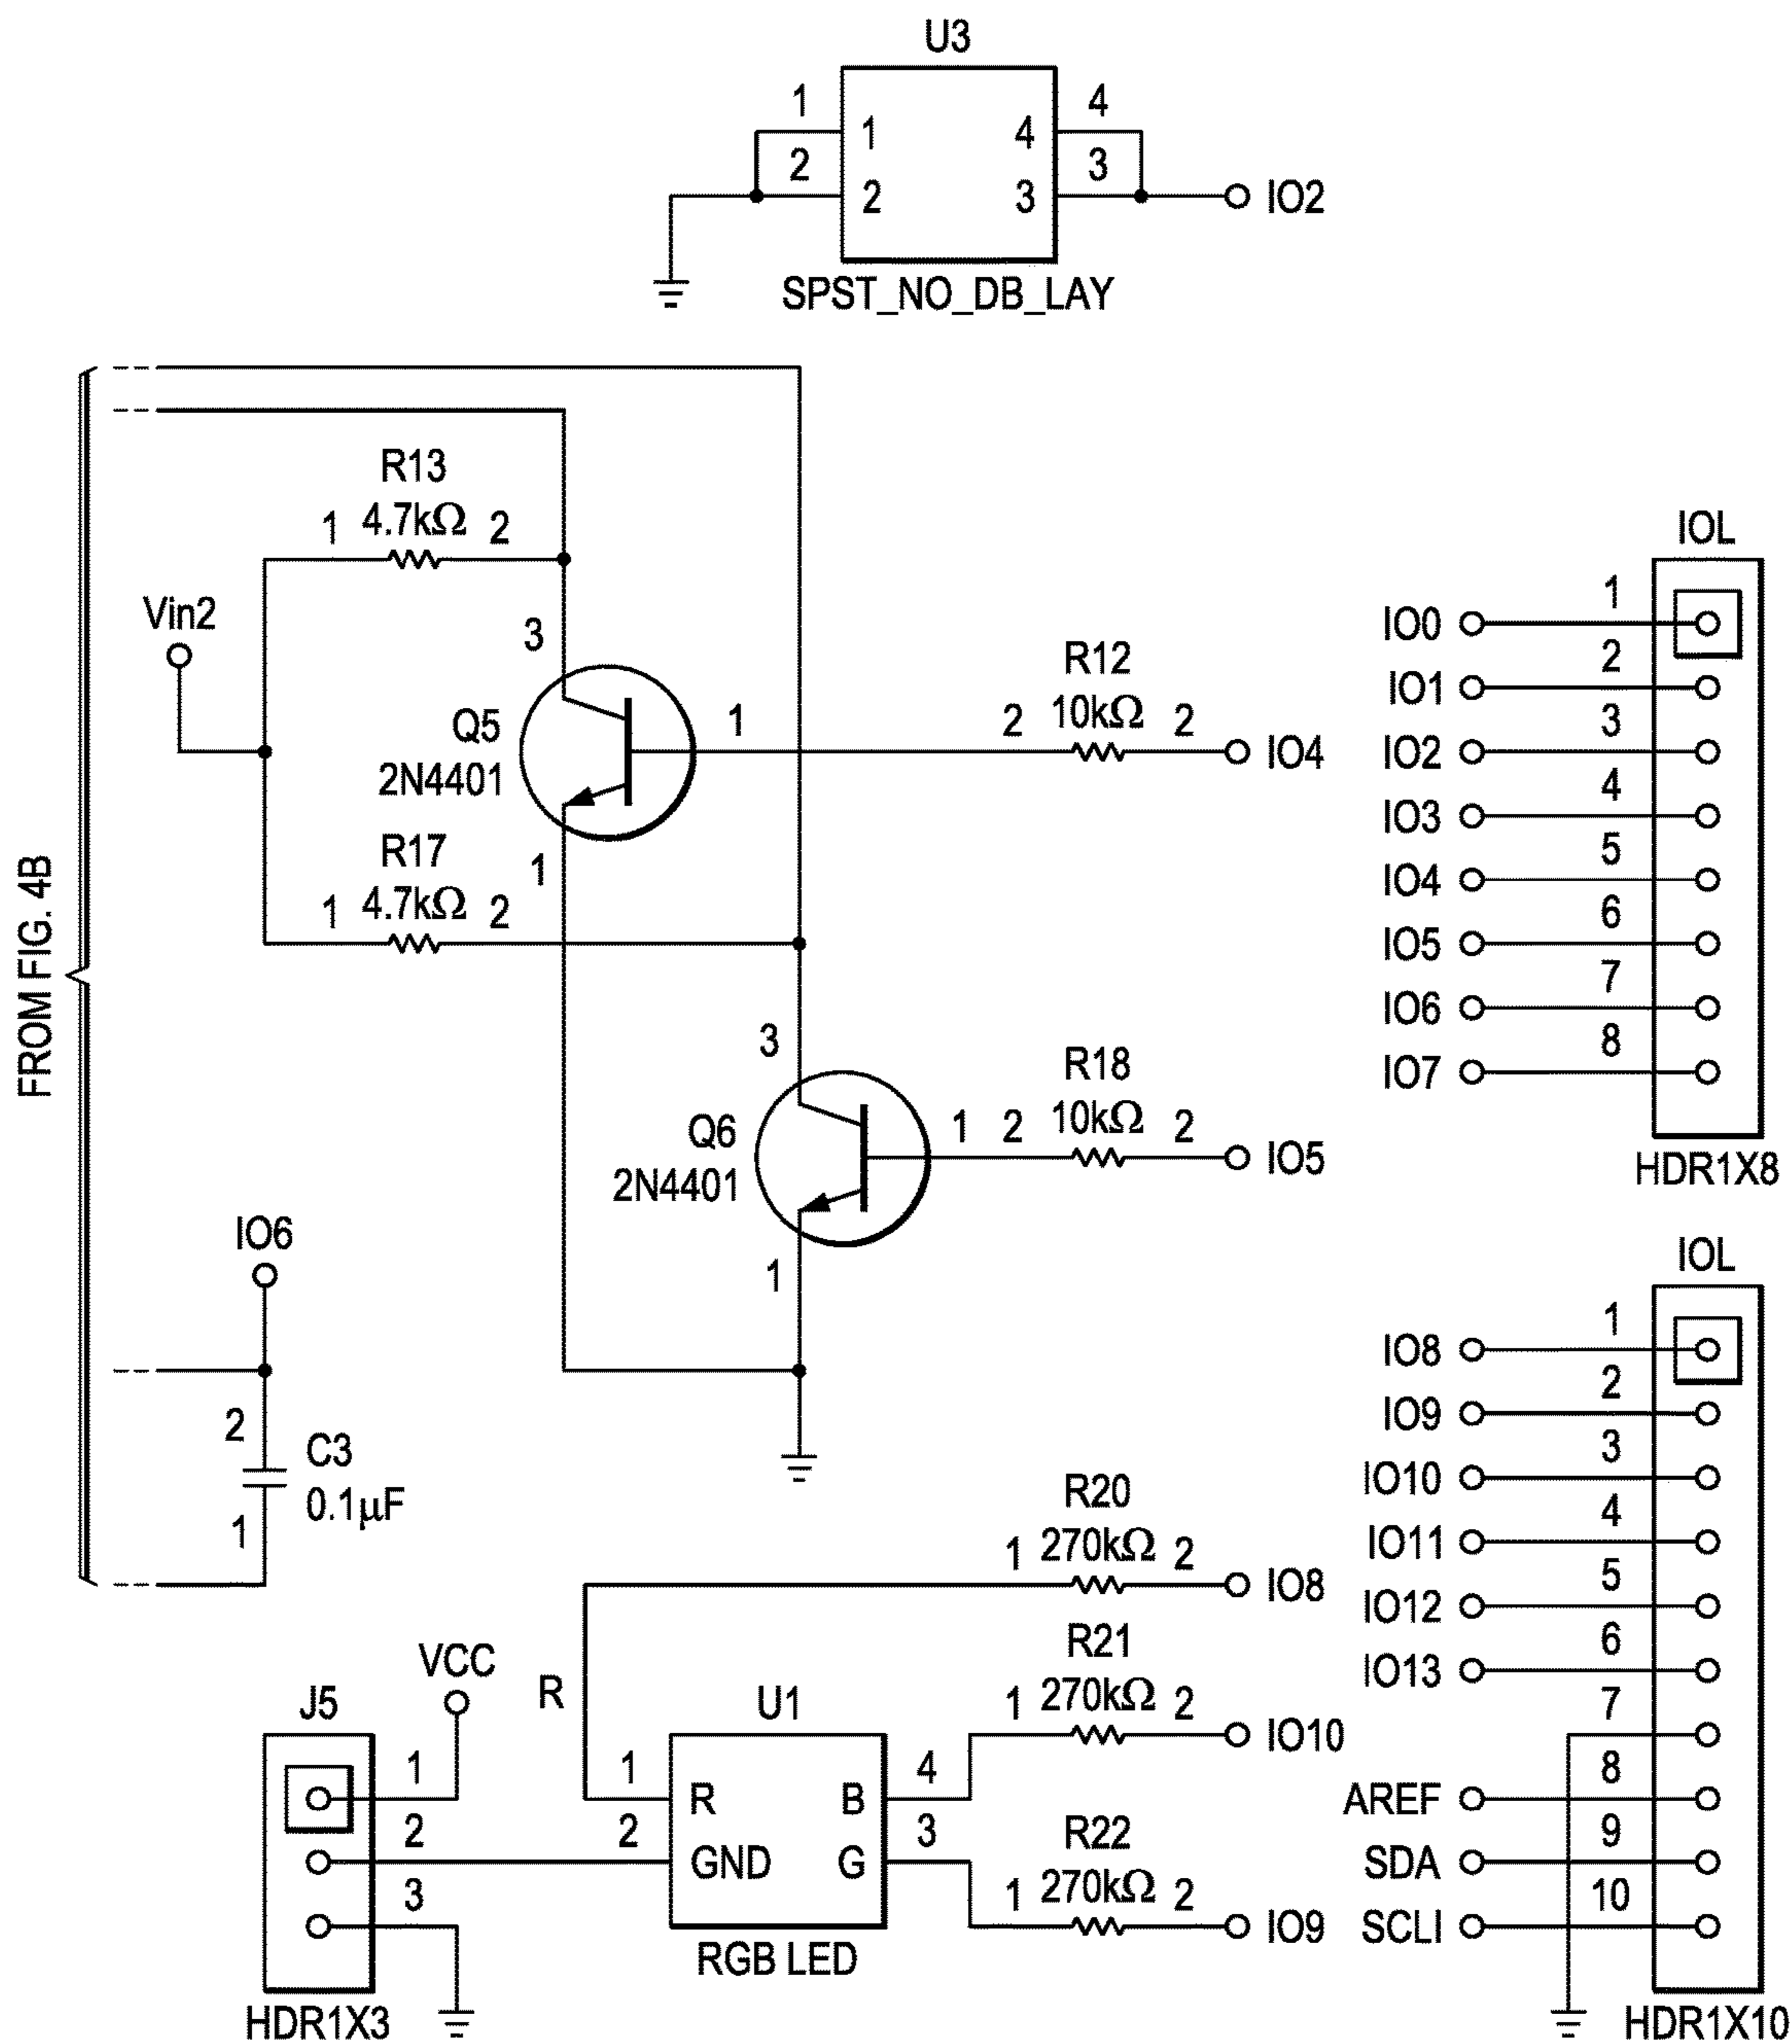 U3
1
1
4
4
2
2
3
3
IO2
SPST_NO_DB_LAY
FROM FIG. 4B
R13
4.7kΩ
1
2
Vin2
3
Q5
2N4401
1
1
R12
10kΩ
2
2
IO4
R17
4.7kΩ
1
2
3
Q6
2N4401
1
1
R18
10kΩ
2
2
IO5
IO6
2
C3
0.1µF
1
IOL
IO0
1
IO1
2
IO2
3
IO3
4
IO4
5
IO5
6
IO6
7
IO7
8
HDR1X8
IOL
IO8
1
IO9
2
IO10
3
IO11
4
IO12
5
IO13
6
7
AREF
8
SDA
9
SCLI
10
HDR1X10
R20
270kΩ
1
2
IO8
R21
270kΩ
1
2
IO10
R22
270kΩ
1
2
IO9
VCC
J5
1
2
3
HDR1X3
R
U1
1
R
B
4
2
GND
G
3
RGB LED